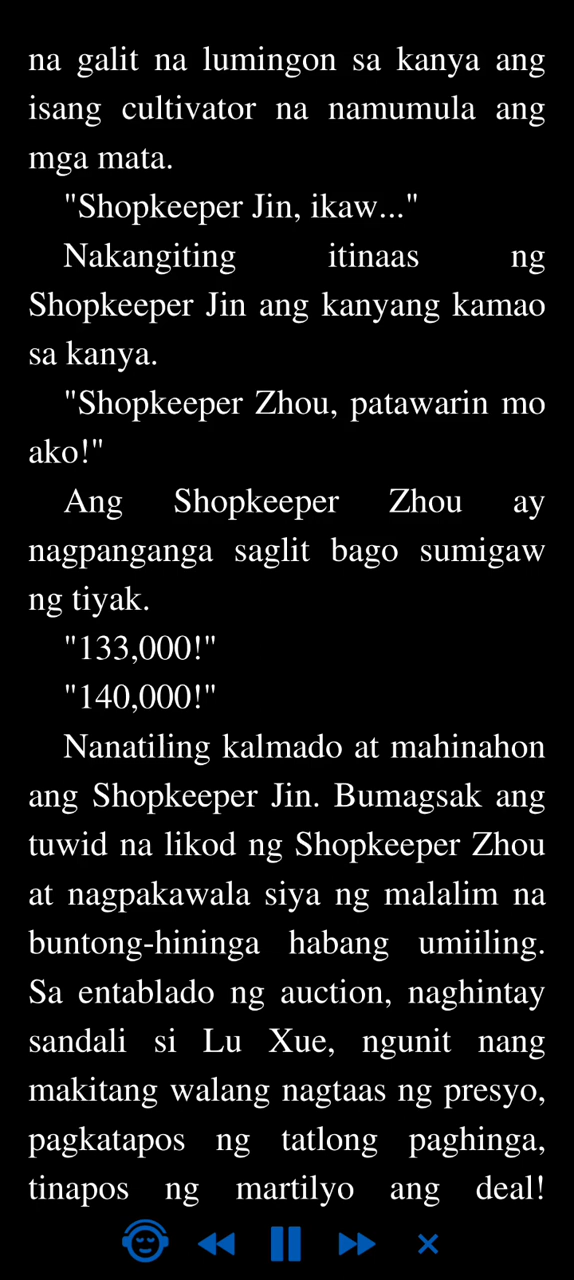 na galit na lumingon sa kanya ang
isang cultivator na namumula ang
mga mata.
"Shopkeeper Jin, ikaw..."
Nakangiting itinaas ng
Shopkeeper Jin ang kanyang kamao
sa kanya.
"Shopkeeper Zhou, patawarin mo
ako!"
Ang Shopkeeper Zhou ay
nagpanganga saglit bago sumigaw
ng tiyak.
"133,000!"
"140,000!"
Nanatiling kalmado at mahinahon
ang Shopkeeper Jin. Bumagsak ang
tuwid na likod ng Shopkeeper Zhou
at nagpakawala siya ng malalim na
buntong-hininga habang umiiling.
Sa entablado ng auction, naghintay
sandali si Lu Xue, ngunit nang
makitang walang nagtaas ng presyo,
pagkatapos ng tatlong paghinga,
tinapos ng martilyo ang deal!